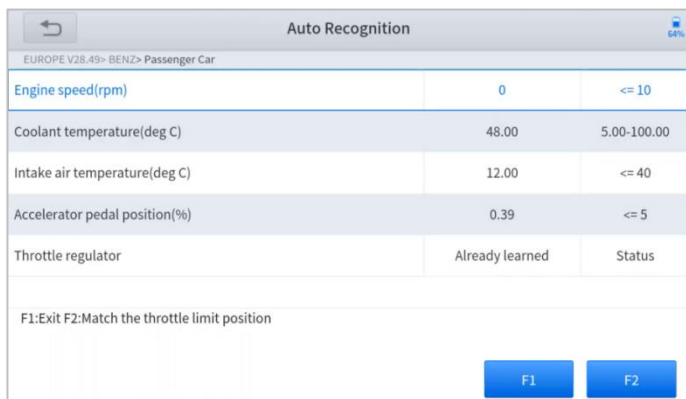 Auto Recognition
64%
EUROPE V28.49> BENZ> Passenger Car
Engine speed(rpm) 0 <= 10
Coolant temperature(deg C) 48.00 5.00-100.00
Intake air temperature(deg C) 12.00 <= 40
Accelerator pedal position(%) 0.39 <= 5
Throttle regulator Already learned Status
F1:Exit F2:Match the throttle limit position
F1 F2